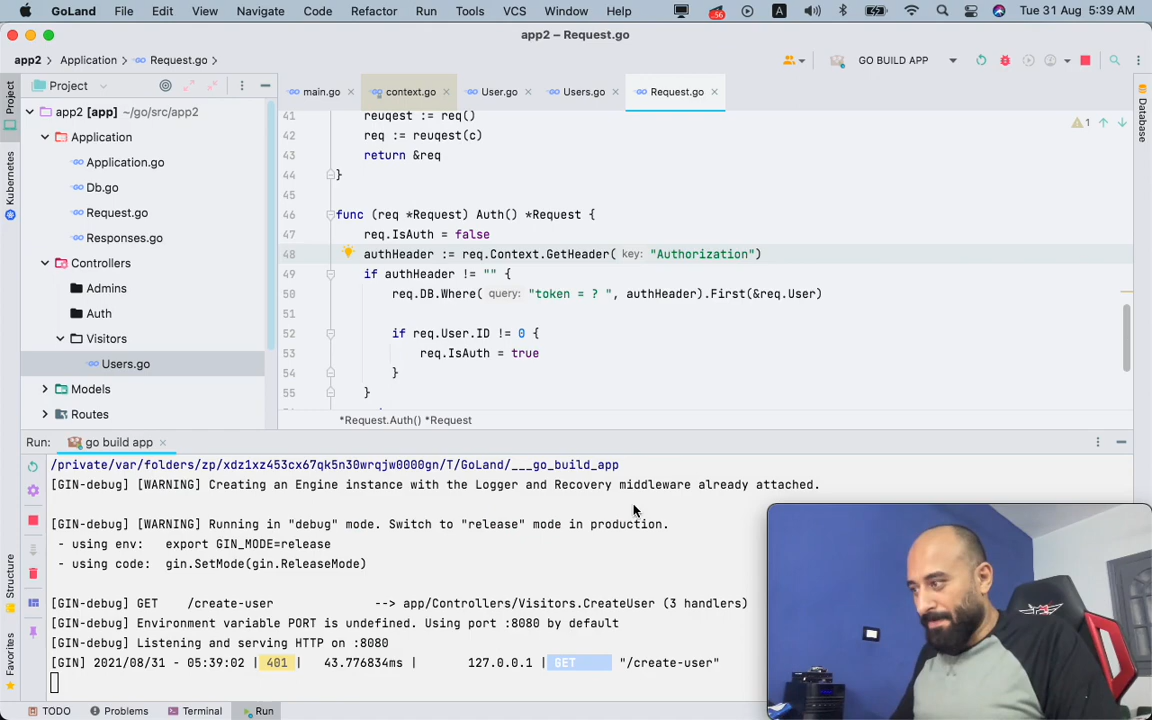 GoLand File Edit View Navigate Code Refactor Run Tools VCS Window Help 56 A Tue 31 Aug 5:39 AM
app2 – Request.go
app2 Application Request.go GO BUILD APP
Project
main.go context.go User.go Users.go Request.go
Project
Kubernetes
Structure
Favorites
Database
app2 [app] ~/go/src/app2
Application
Application.go
Db.go
Request.go
Responses.go
Controllers
Admins
Auth
Visitors
Users.go
Models
Routes
1
41 reuqest := req()
42 req := reuqest(c)
43 return &req
44 }
45
46 func (req *Request) Auth() *Request {
47 req.IsAuth = false
48 authHeader := req.Context.GetHeader( key: "Authorization")
49 if authHeader != "" {
50 req.DB.Where( query: "token = ? ", authHeader).First(&req.User)
51
52 if req.User.ID != 0 {
53 req.IsAuth = true
54 }
55 }
*Request.Auth() *Request
Run: go build app
/private/var/folders/zp/xdz1xz453cx67qk5n30wrqjw0000gn/T/GoLand/___go_build_app
[GIN-debug] [WARNING] Creating an Engine instance with the Logger and Recovery middleware already attached.
[GIN-debug] [WARNING] Running in "debug" mode. Switch to "release" mode in production.
- using env: export GIN_MODE=release
- using code: gin.SetMode(gin.ReleaseMode)
[GIN-debug] GET /create-user --> app/Controllers/Visitors.CreateUser (3 handlers)
[GIN-debug] Environment variable PORT is undefined. Using port :8080 by default
[GIN-debug] Listening and serving HTTP on :8080
[GIN] 2021/08/31 - 05:39:02 | 401 | 43.776834ms | 127.0.0.1 | GET "/create-user"
TODO Problems Terminal Run